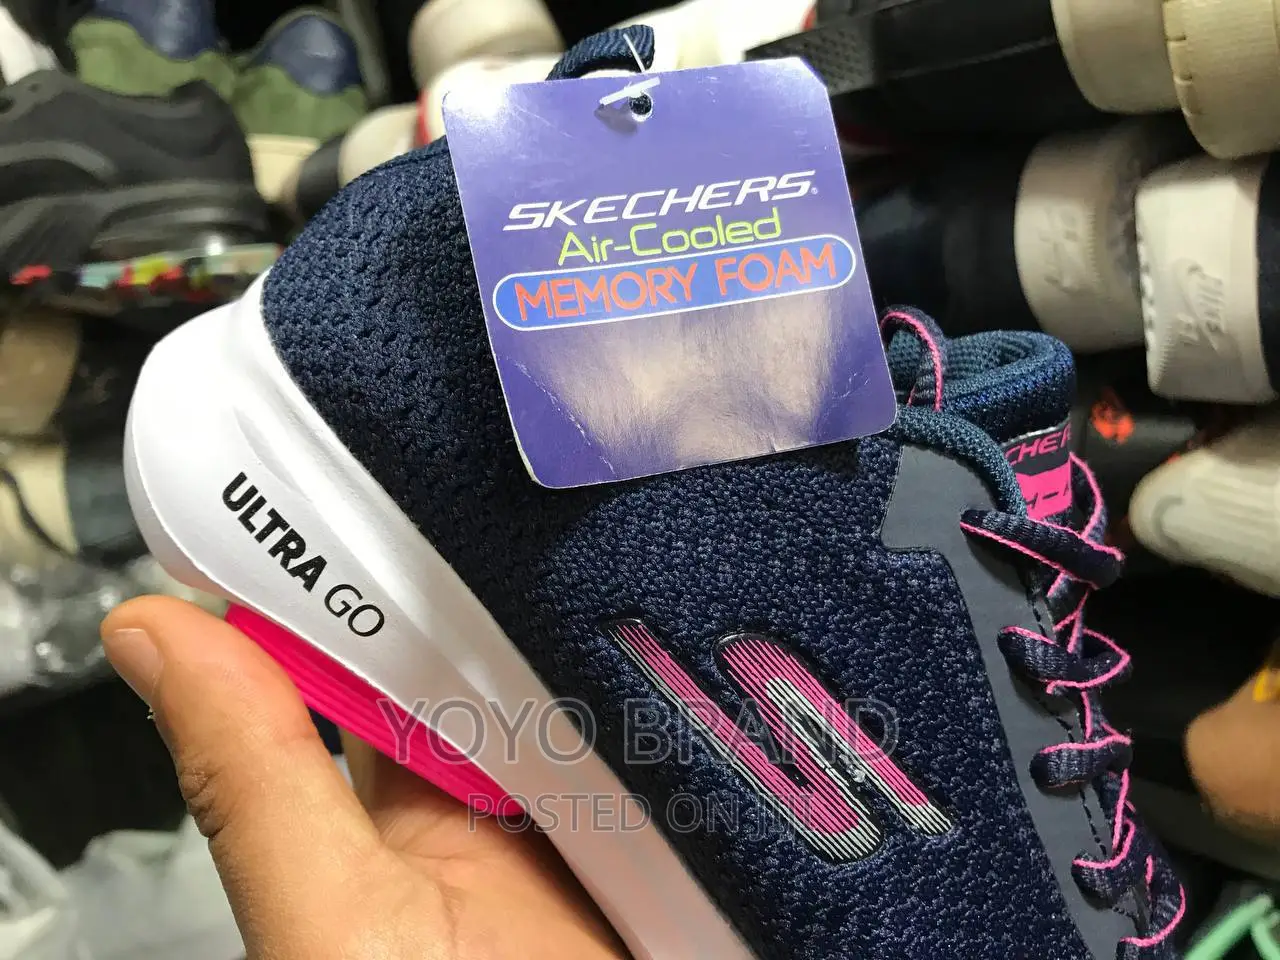 SKECHERS®
Air-Cooled
MEMORY FOAM
ULTRA GO
YOYO BRAND
POSTED ON JIJI